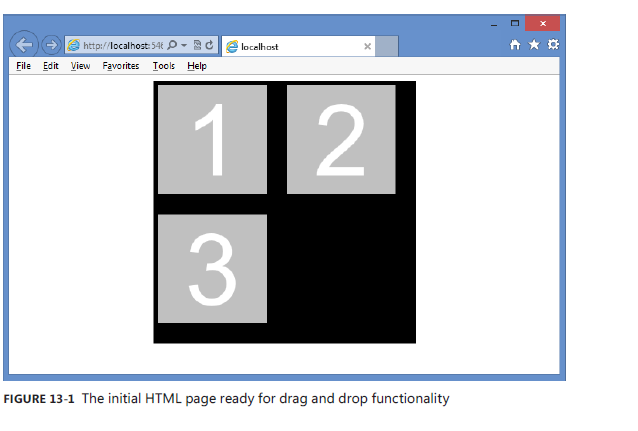 http://localhost:546
localhost
File Edit View Favorites Tools Help
1 2
3
FIGURE 13-1 The initial HTML page ready for drag and drop functionality